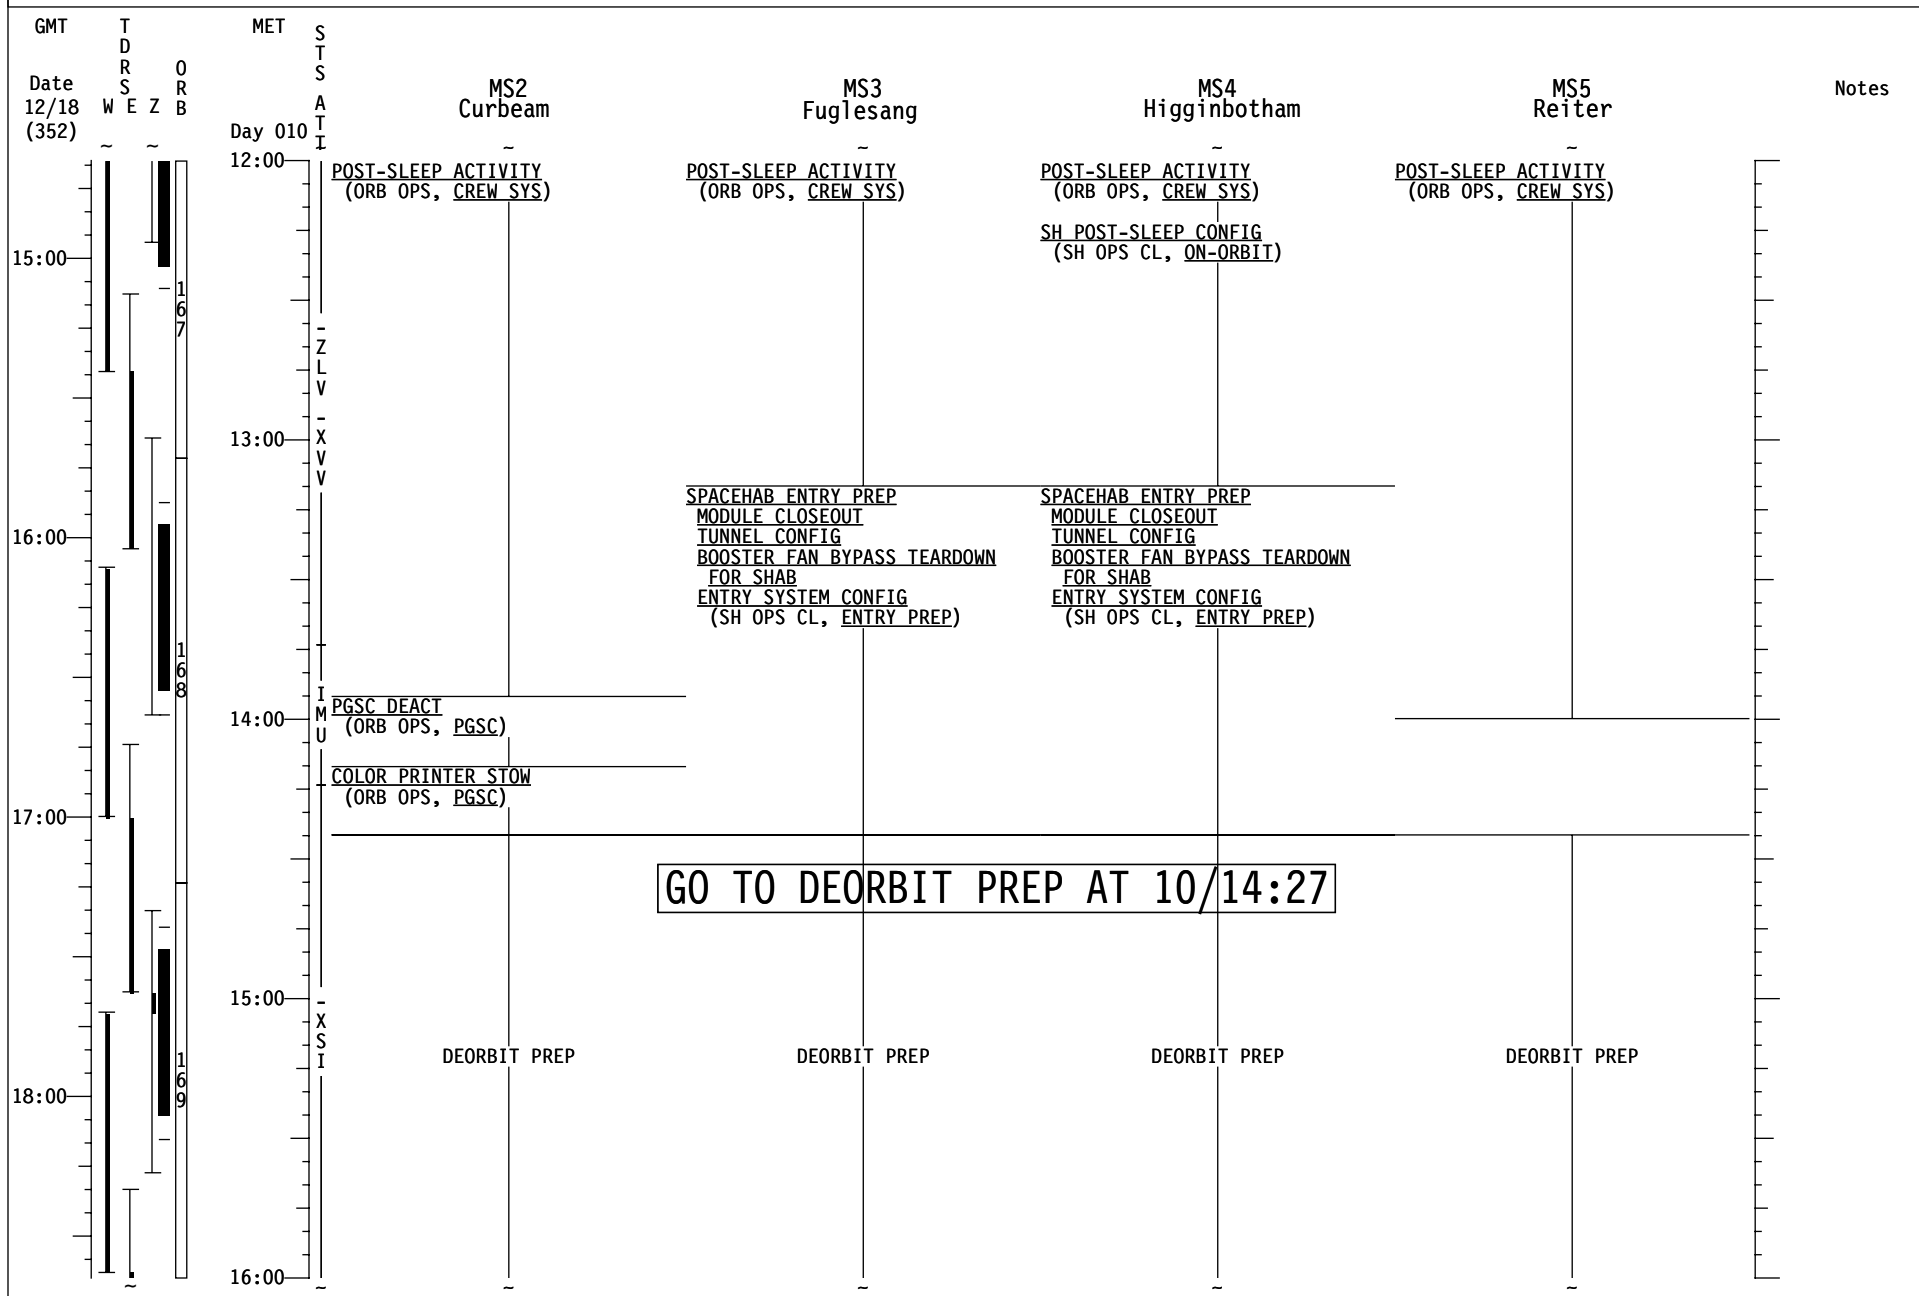 GMT
TDRS
MET
STS ATT
ORB
Date
12/18
(352)
W E Z
Day 010
MS2
Curbeam
MS3
Fuglesang
MS4
Higginbotham
MS5
Reiter
Notes
~ ~ ~ ~ ~ ~ ~
12:00
POST-SLEEP ACTIVITY
(ORB OPS, CREW SYS)
POST-SLEEP ACTIVITY
(ORB OPS, CREW SYS)
POST-SLEEP ACTIVITY
(ORB OPS, CREW SYS)
POST-SLEEP ACTIVITY
(ORB OPS, CREW SYS)
SH POST-SLEEP CONFIG
(SH OPS CL, ON-ORBIT)
15:00
167
-ZLV -XVV
13:00
SPACEHAB ENTRY PREP
MODULE CLOSEOUT
TUNNEL CONFIG
BOOSTER FAN BYPASS TEARDOWN
FOR SHAB
ENTRY SYSTEM CONFIG
(SH OPS CL, ENTRY PREP)
SPACEHAB ENTRY PREP
MODULE CLOSEOUT
TUNNEL CONFIG
BOOSTER FAN BYPASS TEARDOWN
FOR SHAB
ENTRY SYSTEM CONFIG
(SH OPS CL, ENTRY PREP)
16:00
168
IMU
14:00
PGSC DEACT
(ORB OPS, PGSC)
COLOR PRINTER STOW
(ORB OPS, PGSC)
17:00
GO TO DEORBIT PREP AT 10/14:27
15:00
-XSI
169
18:00
DEORBIT PREP
DEORBIT PREP
DEORBIT PREP
DEORBIT PREP
16:00
~ ~ ~ ~ ~ ~